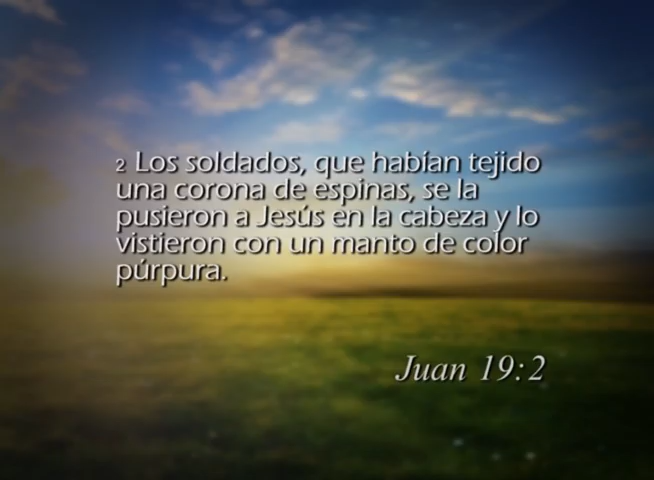 2 Los soldados, que habían tejido
una corona de espinas, se la
pusieron a Jesús en la cabeza y lo
vistieron con un manto de color
púrpura.
Juan 19:2